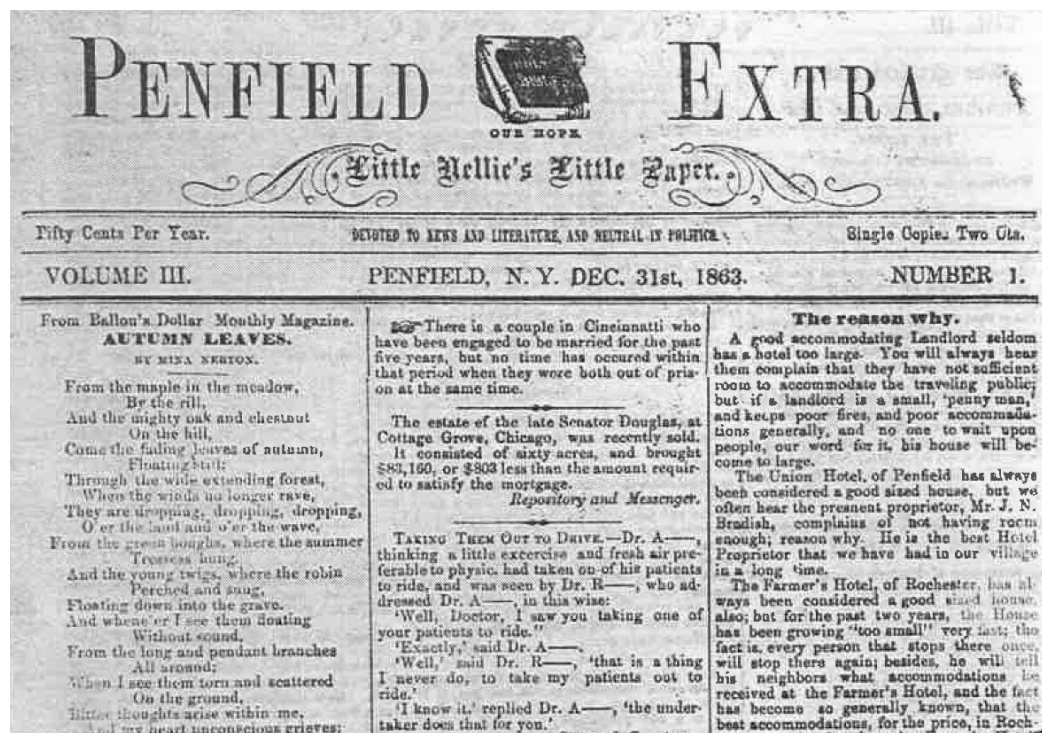 PENFIELD EXTRA.
OUR HOPE
Little Nellie's Little Paper.
Fifty Cents Per Year.
DEVOTED TO NEWS AND LITERATURE, AND NEUTRAL IN POLITICS.
Single Copies Two Cts.
VOLUME III.
PENFIELD, N. Y. DEC. 31st, 1863.
NUMBER 1.
From Ballou's Dollar Monthly Magazine.
AUTUMN LEAVES.
BY MINA NERTON.
From the maple in the meadow,
By the rill,
And the mighty oak and chestnut
On the hill,
Come the fading leaves of autumn,
Floating still;
Through the wide extending forest,
When the winds no longer rave,
They are dropping, dropping, dropping,
O'er the land and o'er the wave,
From the green boughs, where the summer
Tresses hung,
And the young twigs, where the robin
Perched and sung,
Floating down into the grave.
And whene'er I see them floating
Without sound,
From the long and pendant branches
All around;
When I see them torn and scattered
On the ground,
Bitter thoughts arise within me,
And my heart unconscious grieves;
There is a couple in Cincinnatti who
have been engaged to be married for the past
five years, but no time has occured within
that period when they were both out of pris-
on at the same time.
The estate of the late Senator Douglas, at
Cottage Grove, Chicago, was recently sold.
It consisted of sixty acres, and brought
$83,160, or $803 less than the amount requir-
ed to satisfy the mortgage.
Repository and Messenger.
TAKING THEM OUT TO DRIVE.—Dr. A——,
thinking a little excercise and fresh air pre-
ferable to physic. had taken on of his patients
to ride, and was seen by Dr. R——, who ad-
dressed Dr. A——, in this wise:
'Well, Doctor, I saw you taking one of
your patients to ride."
'Exactly,' said Dr. A——.
'Well,' said Dr. R——, 'that is a thing
I never do, to take my patients out to
ride.'
'I know it.' replied Dr. A——, 'the under-
taker does that for you.'
The reason why.
A good accommodating Landlord seldom
has a hotel too large. You will always hear
them complain that they have not sufficient
room to accommodate the traveling public;
but if a landlord is a small, 'penny man,'
and keeps poor fires, and poor accommoda-
tions generally, and no one to wait upon
people, our word for it, his house will be-
come to large.
The Union Hotel, of Penfield has always
been considered a good sized house, but we
often hear the presnent proprietor, Mr. J. N.
Bradish, complains of not having room
enough; reason why. He is the best Hotel
Proprietor that we have had in our village
in a long time.
The Farmer's Hotel, of Rochester, has al-
ways been considered a good sized house,
also; but for the past two years, the House
has been growing "too small" very fast; the
fact is, every person that stops there once,
will stop there again; besides, he will tell
his neighbors what accommodations he
received at the Farmer's Hotel, and the fact
has become so generally known, that the
best accommodations, for the price, in Roch-